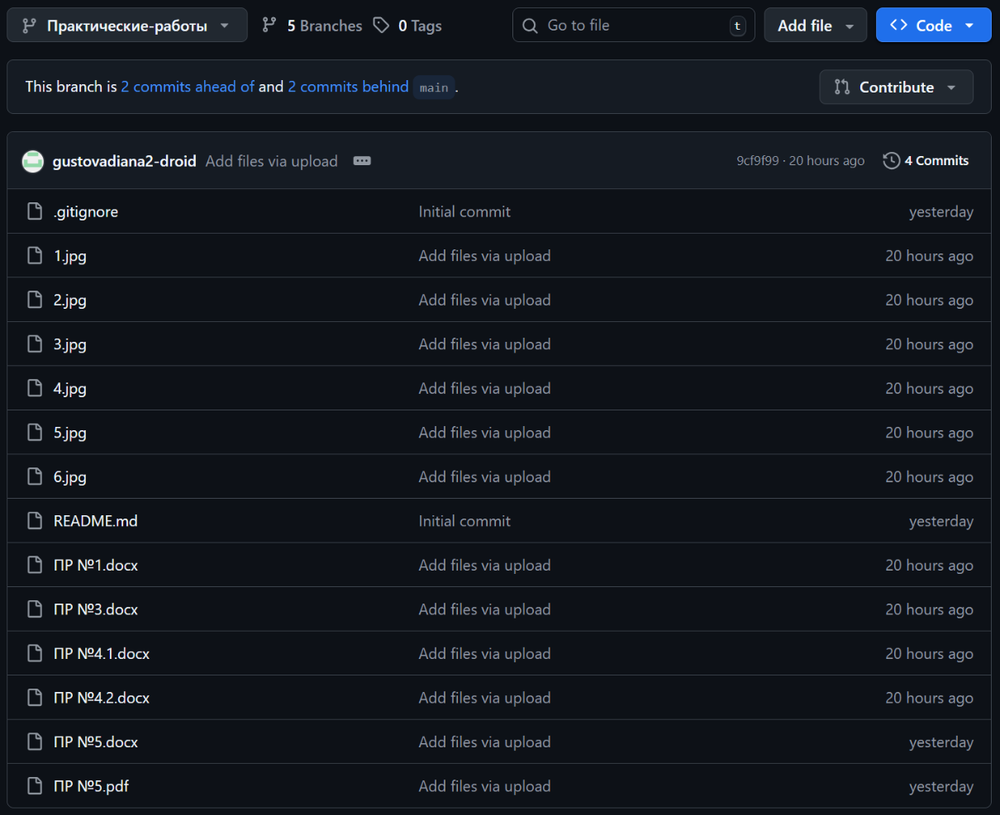 Практические-работы 5 Branches 0 Tags Go to file t Add file Code
This branch is 2 commits ahead of and 2 commits behind main . Contribute
gustovadiana2-droid Add files via upload 9cf9f99 · 20 hours ago 4 Commits
.gitignore Initial commit yesterday
1.jpg Add files via upload 20 hours ago
2.jpg Add files via upload 20 hours ago
3.jpg Add files via upload 20 hours ago
4.jpg Add files via upload 20 hours ago
5.jpg Add files via upload 20 hours ago
6.jpg Add files via upload 20 hours ago
README.md Initial commit yesterday
ПР №1.docx Add files via upload 20 hours ago
ПР №3.docx Add files via upload 20 hours ago
ПР №4.1.docx Add files via upload 20 hours ago
ПР №4.2.docx Add files via upload 20 hours ago
ПР №5.docx Add files via upload yesterday
ПР №5.pdf Add files via upload yesterday